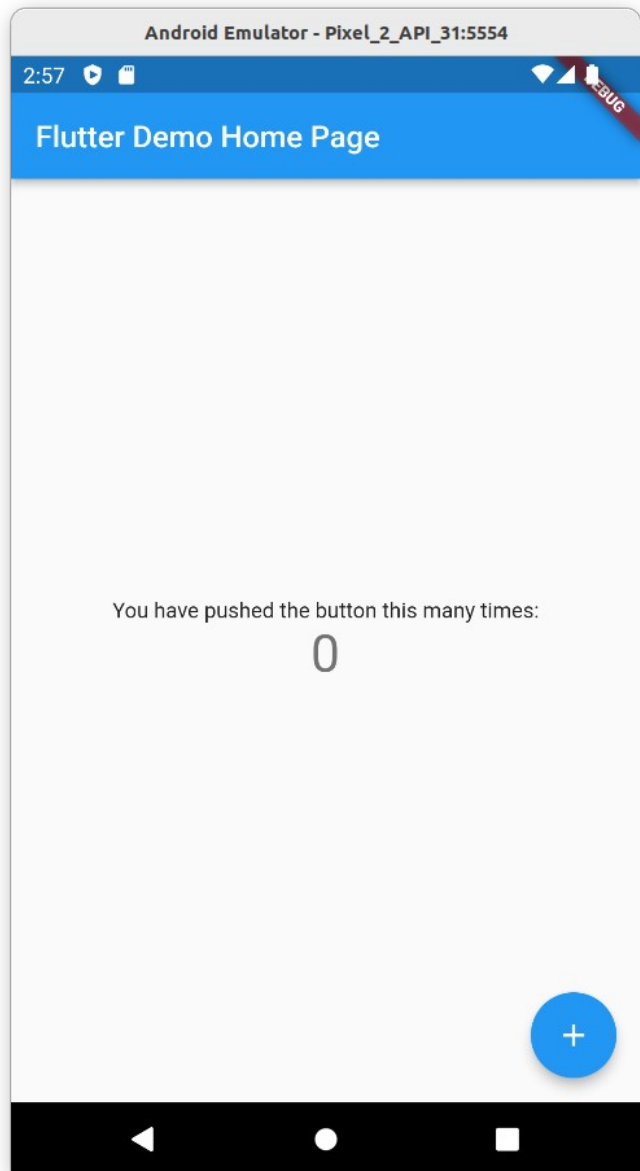 Android Emulator - Pixel_2_API_31:5554
2:57
DEBUG
Flutter Demo Home Page
You have pushed the button this many times:
0
+